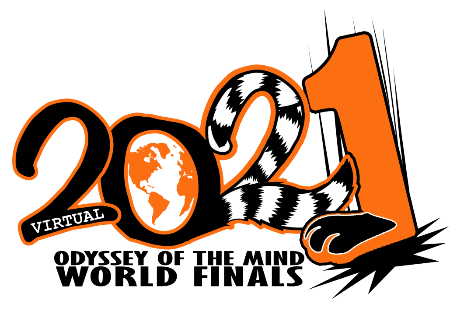 2021
VIRTUAL
ODYSSEY OF THE MIND
WORLD FINALS